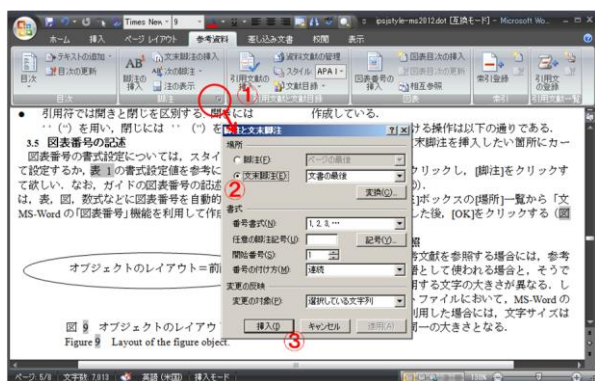 Times New 9
ipsjstyle-ms2012.dot [互換モード] - Microsoft Wo...
ホーム 挿入 ページ レイアウト 参考資料 差し込み文書 校閲 表示
目次
テキストの追加
目次の更新
目次
AB
脚注の挿入
文末脚注の挿入
次の脚注
注の表示
脚注
①
引用文献の挿入
資料文献の管理
スタイル APA
文献目録
引用文献と文献目録
図表番号の挿入
図表目次の挿入
図表目次の更新
相互参照
図表
索引登録
索引
引用文の登録
引用文献一覧
● 引用符では開きと閉じを区別する．開きには 作成している．
3.5 図表番号の記述
図表番号の書式設定については，スタイ
て設定するか，表 1 の書式設定値を参考に
て欲しい．なお，ガイドの図表番号の記述
は，表，図，数式などに図表番号を自動的
MS-Word の「図表番号」機能を利用して作成
オブジェクトのレイアウト＝前面
図 9 オブジェクトのレイアウ
Figure 9 Layout of the figure object.
脚注と文末脚注
場所
脚注(F): ページの最後
② 文末脚注(E): 文書の最後
変換(C)...
書式
番号書式(N): 1, 2, 3, …
任意の脚注記号(U): 記号(Y)...
開始番号(S): 1
番号の付け方(M): 連続
変更の反映
変更の対象(P): 選択している文字列
挿入(I) キャンセル 適用(A)
③
ける操作は以下の通りである．
末脚注を挿入したい箇所にカー
クリックし，[脚注]をクリックす
]ボックスの[場所]一覧から「文
した後，[OK]をクリックする (図
考文献を参照する場合には，参考
語として使われる場合と，そうで
用する文字の大きさが異なる．し
トファイルにおいて，MS-Word の
利用した場合には，文字サイズは
同一の大きさとなる．
ページ: 5/8 文字数: 7,013 英語 (米国) 挿入モード